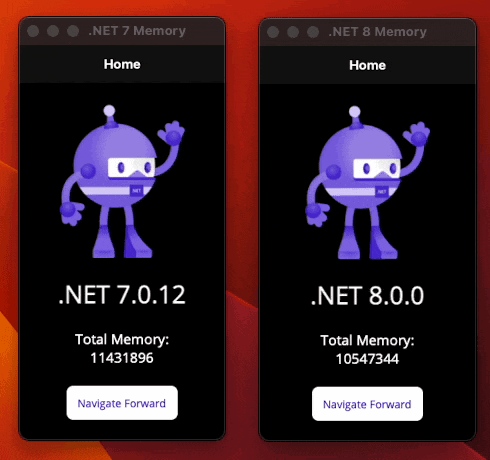 .NET 7 Memory
Home
.NET
.NET 7.0.12
Total Memory:
11431896
Navigate Forward
.NET 8 Memory
Home
.NET
.NET 8.0.0
Total Memory:
10547344
Navigate Forward